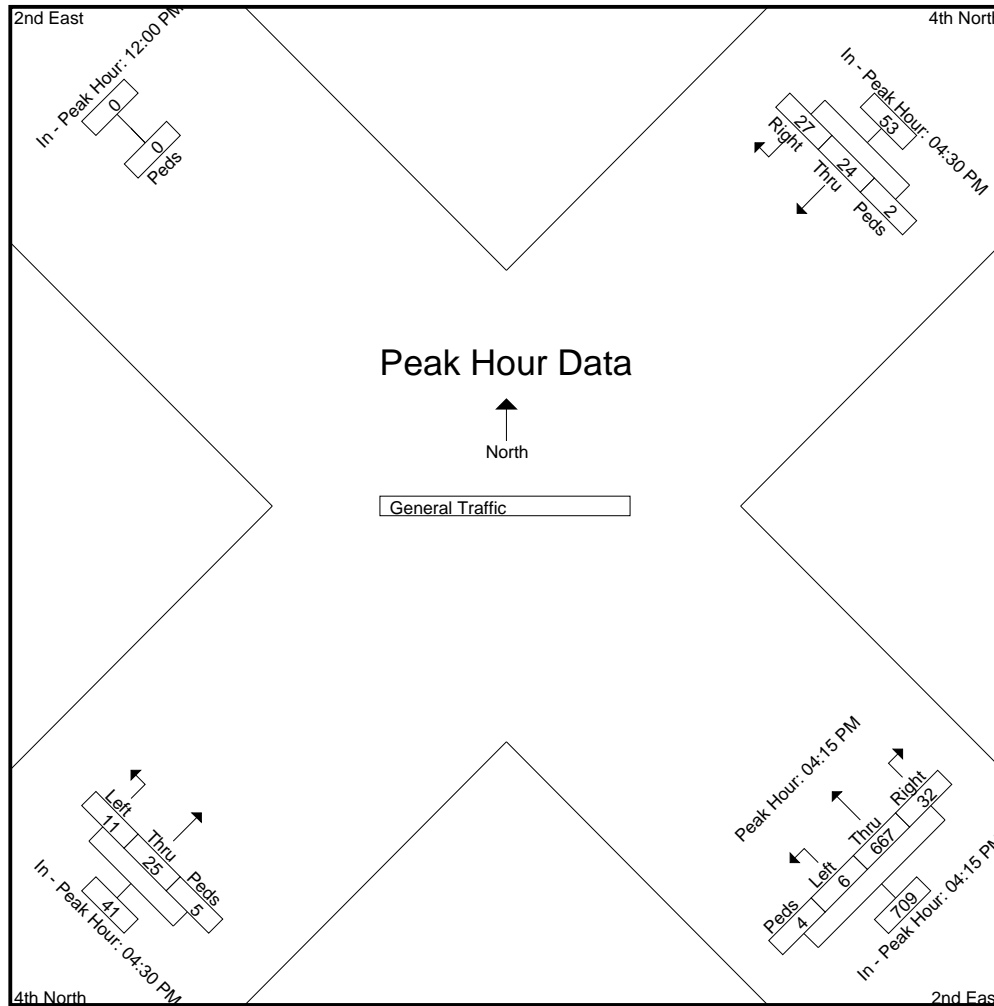 2nd East
4th North
In - Peak Hour: 12:00 PM
0
0
Peds
In - Peak Hour: 04:30 PM
53
27
24
2
Right
Thru
Peds
Peak Hour Data
North
General Traffic
Left
Thru
Peds
11
25
5
41
In - Peak Hour: 04:30 PM
Peak Hour: 04:15 PM
Right
Thru
Left
Peds
32
667
6
4
709
In - Peak Hour: 04:15 PM
4th North
2nd East